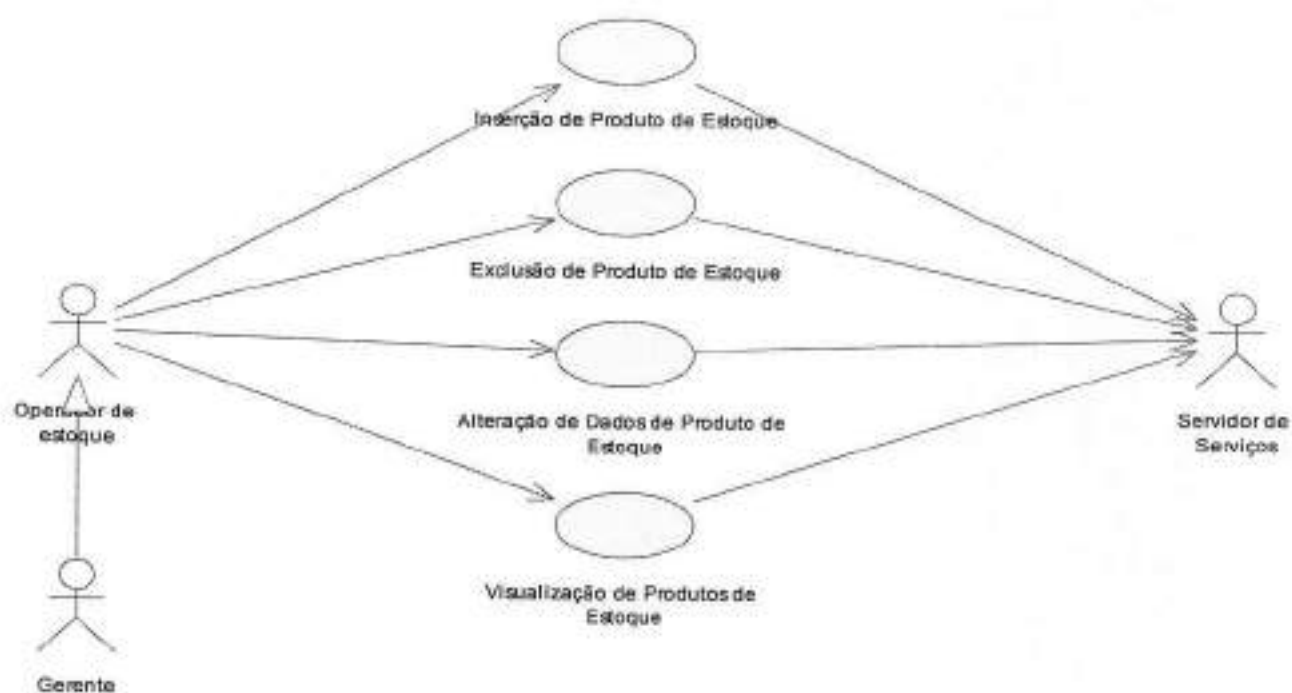 Inserção de Produto de Estoque
Exclusão de Produto de Estoque
Operador de
estoque
Alteração de Dados de Produto de
Estoque
Servidor de
Serviços
Visualização de Produtos de
Estoque
Gerente